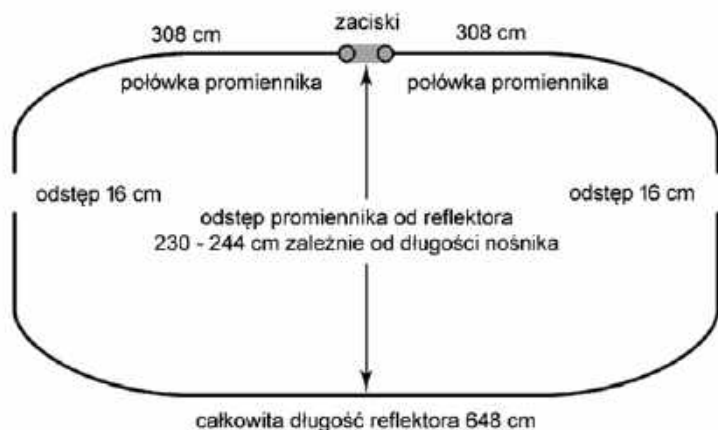 zaciski
308 cm
308 cm
połówka promiennika
połówka promiennika
odstęp 16 cm
odstęp 16 cm
odstęp promiennika od reflektora
230 - 244 cm zależnie od długości nośnika
całkowita długość reflektora 648 cm